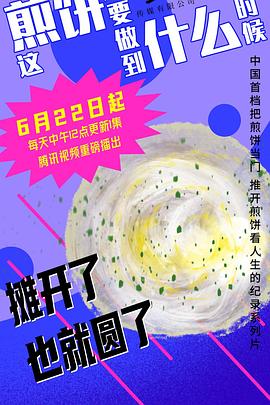 这煎饼要做到什么时候
传媒有限公司
6月22日起
每天中午12点更新1集
腾讯视频重磅播出
中国首档把煎饼当门 推开煎饼看人生的纪录系列片
摊开了
也就圆了